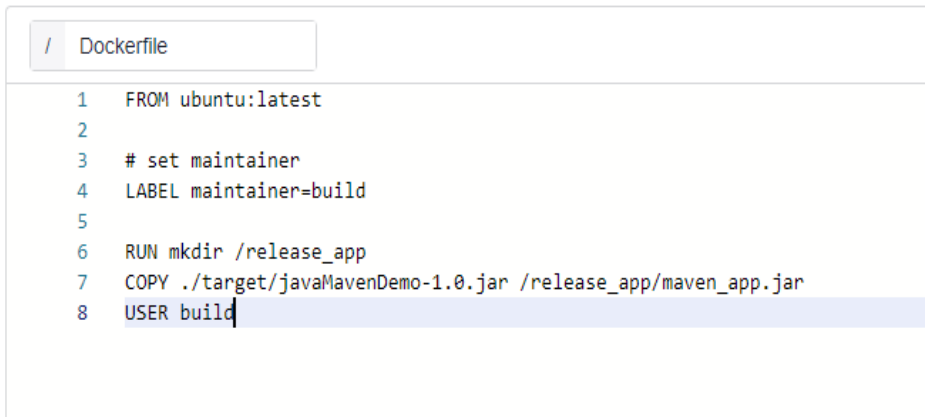 / Dockerfile
1 FROM ubuntu:latest
2
3 # set maintainer
4 LABEL maintainer=build
5
6 RUN mkdir /release_app
7 COPY ./target/javaMavenDemo-1.0.jar /release_app/maven_app.jar
8 USER build